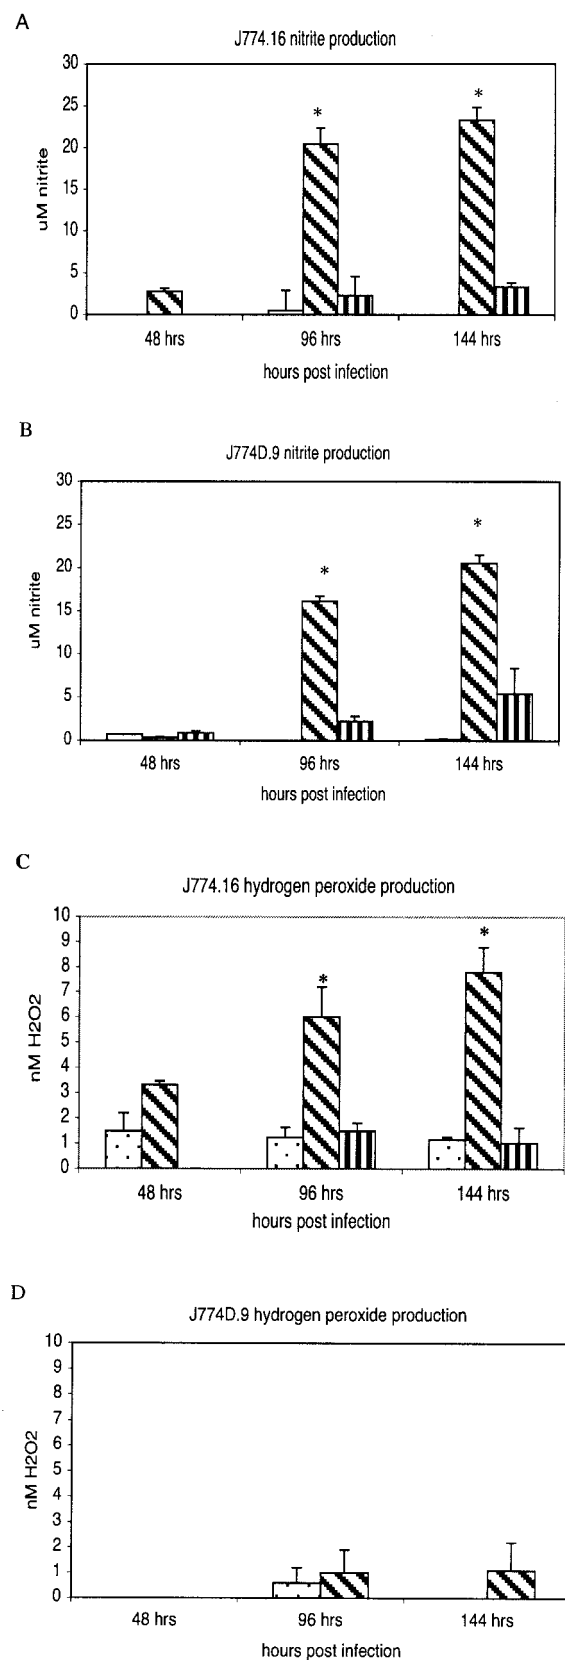 A
J774.16 nitrite production
30
25
20
15
10
5
0
uM nitrite
*
*
48 hrs
96 hrs
144 hrs
hours post infection
B
J774D.9 nitrite production
30
25
20
15
10
5
0
uM nitrite
*
*
48 hrs
96 hrs
144 hrs
hours post infection
C
J774.16 hydrogen peroxide production
10
9
8
7
6
5
4
3
2
1
0
nM H2O2
*
*
48 hrs
96 hrs
144 hrs
hours post infection
D
J774D.9 hydrogen peroxide production
10
9
8
7
6
5
4
3
2
1
0
nM H2O2
48 hrs
96 hrs
144 hrs
hours post infection